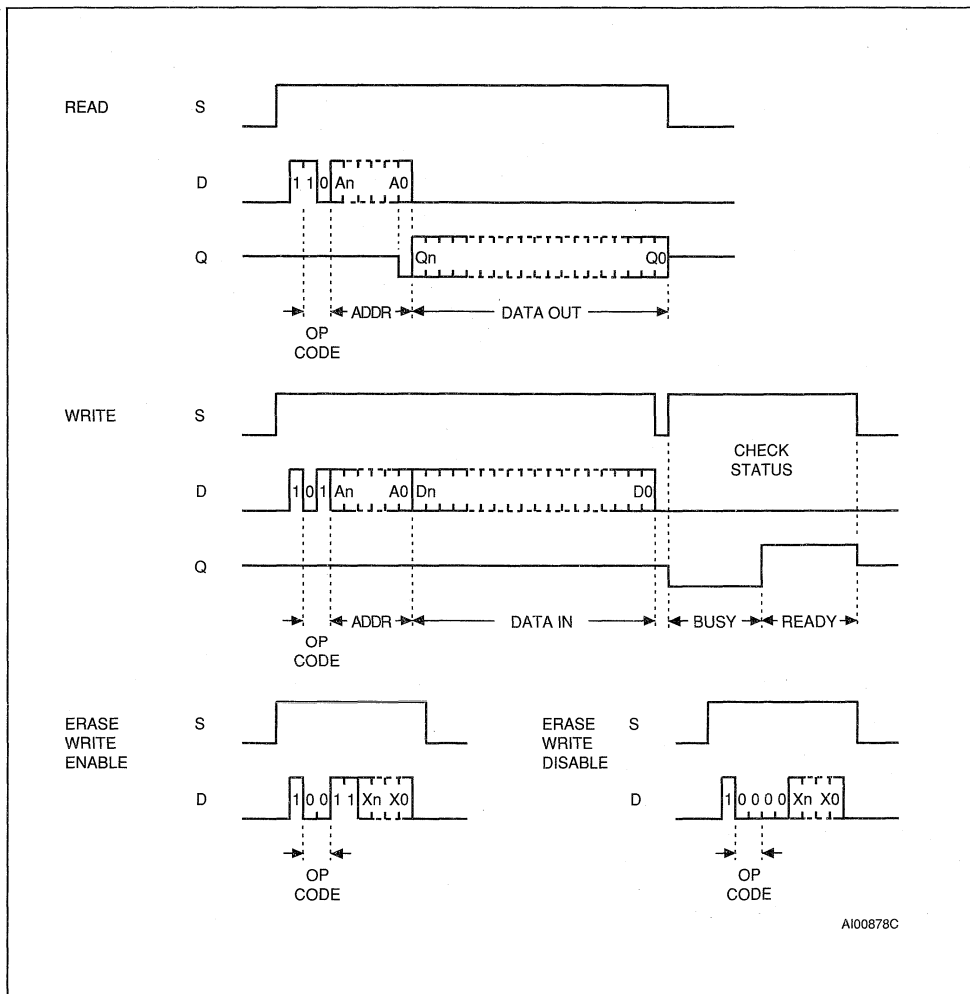 READ S
D 1 1 0 An A0
Q Qn Q0
ADDR DATA OUT
OP
CODE
WRITE S
CHECK
STATUS
D 1 0 1 An A0 Dn D0
Q
ADDR DATA IN BUSY READY
OP
CODE
ERASE S
WRITE
ENABLE
D 1 0 0 1 1 Xn X0
OP
CODE
ERASE S
WRITE
DISABLE
D 1 0 0 0 0 Xn X0
OP
CODE
AI00878C